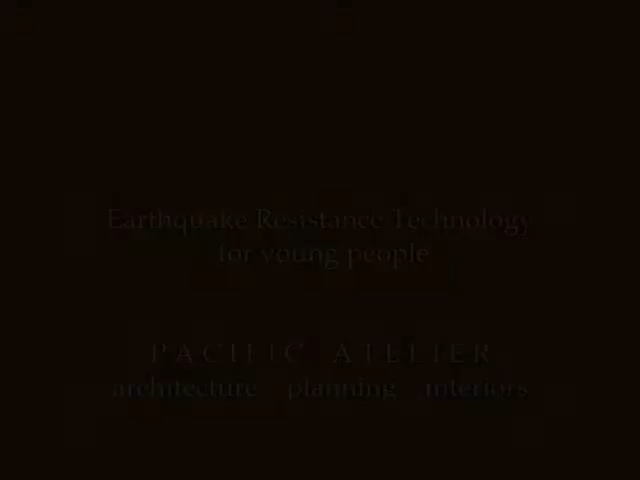 Earthquake Resistance Technology
for young people
PACIFIC ATELIER
architecture planning interiors